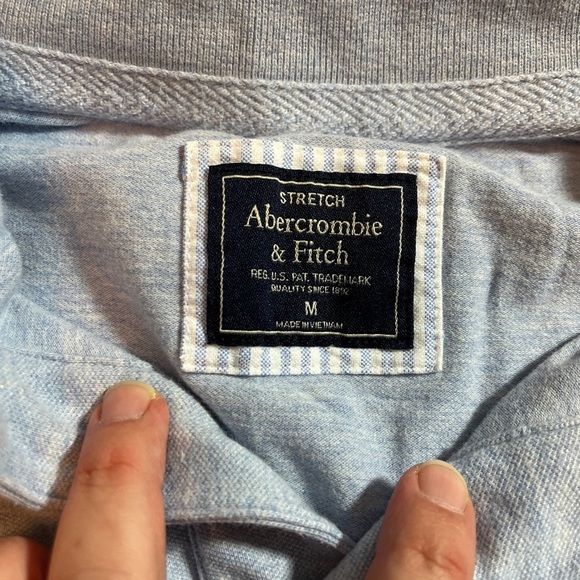 STRETCH
Abercrombie
& Fitch
REG. U.S. PAT. TRADEMARK
QUALITY SINCE 1892
M
MADE IN VIETNAM